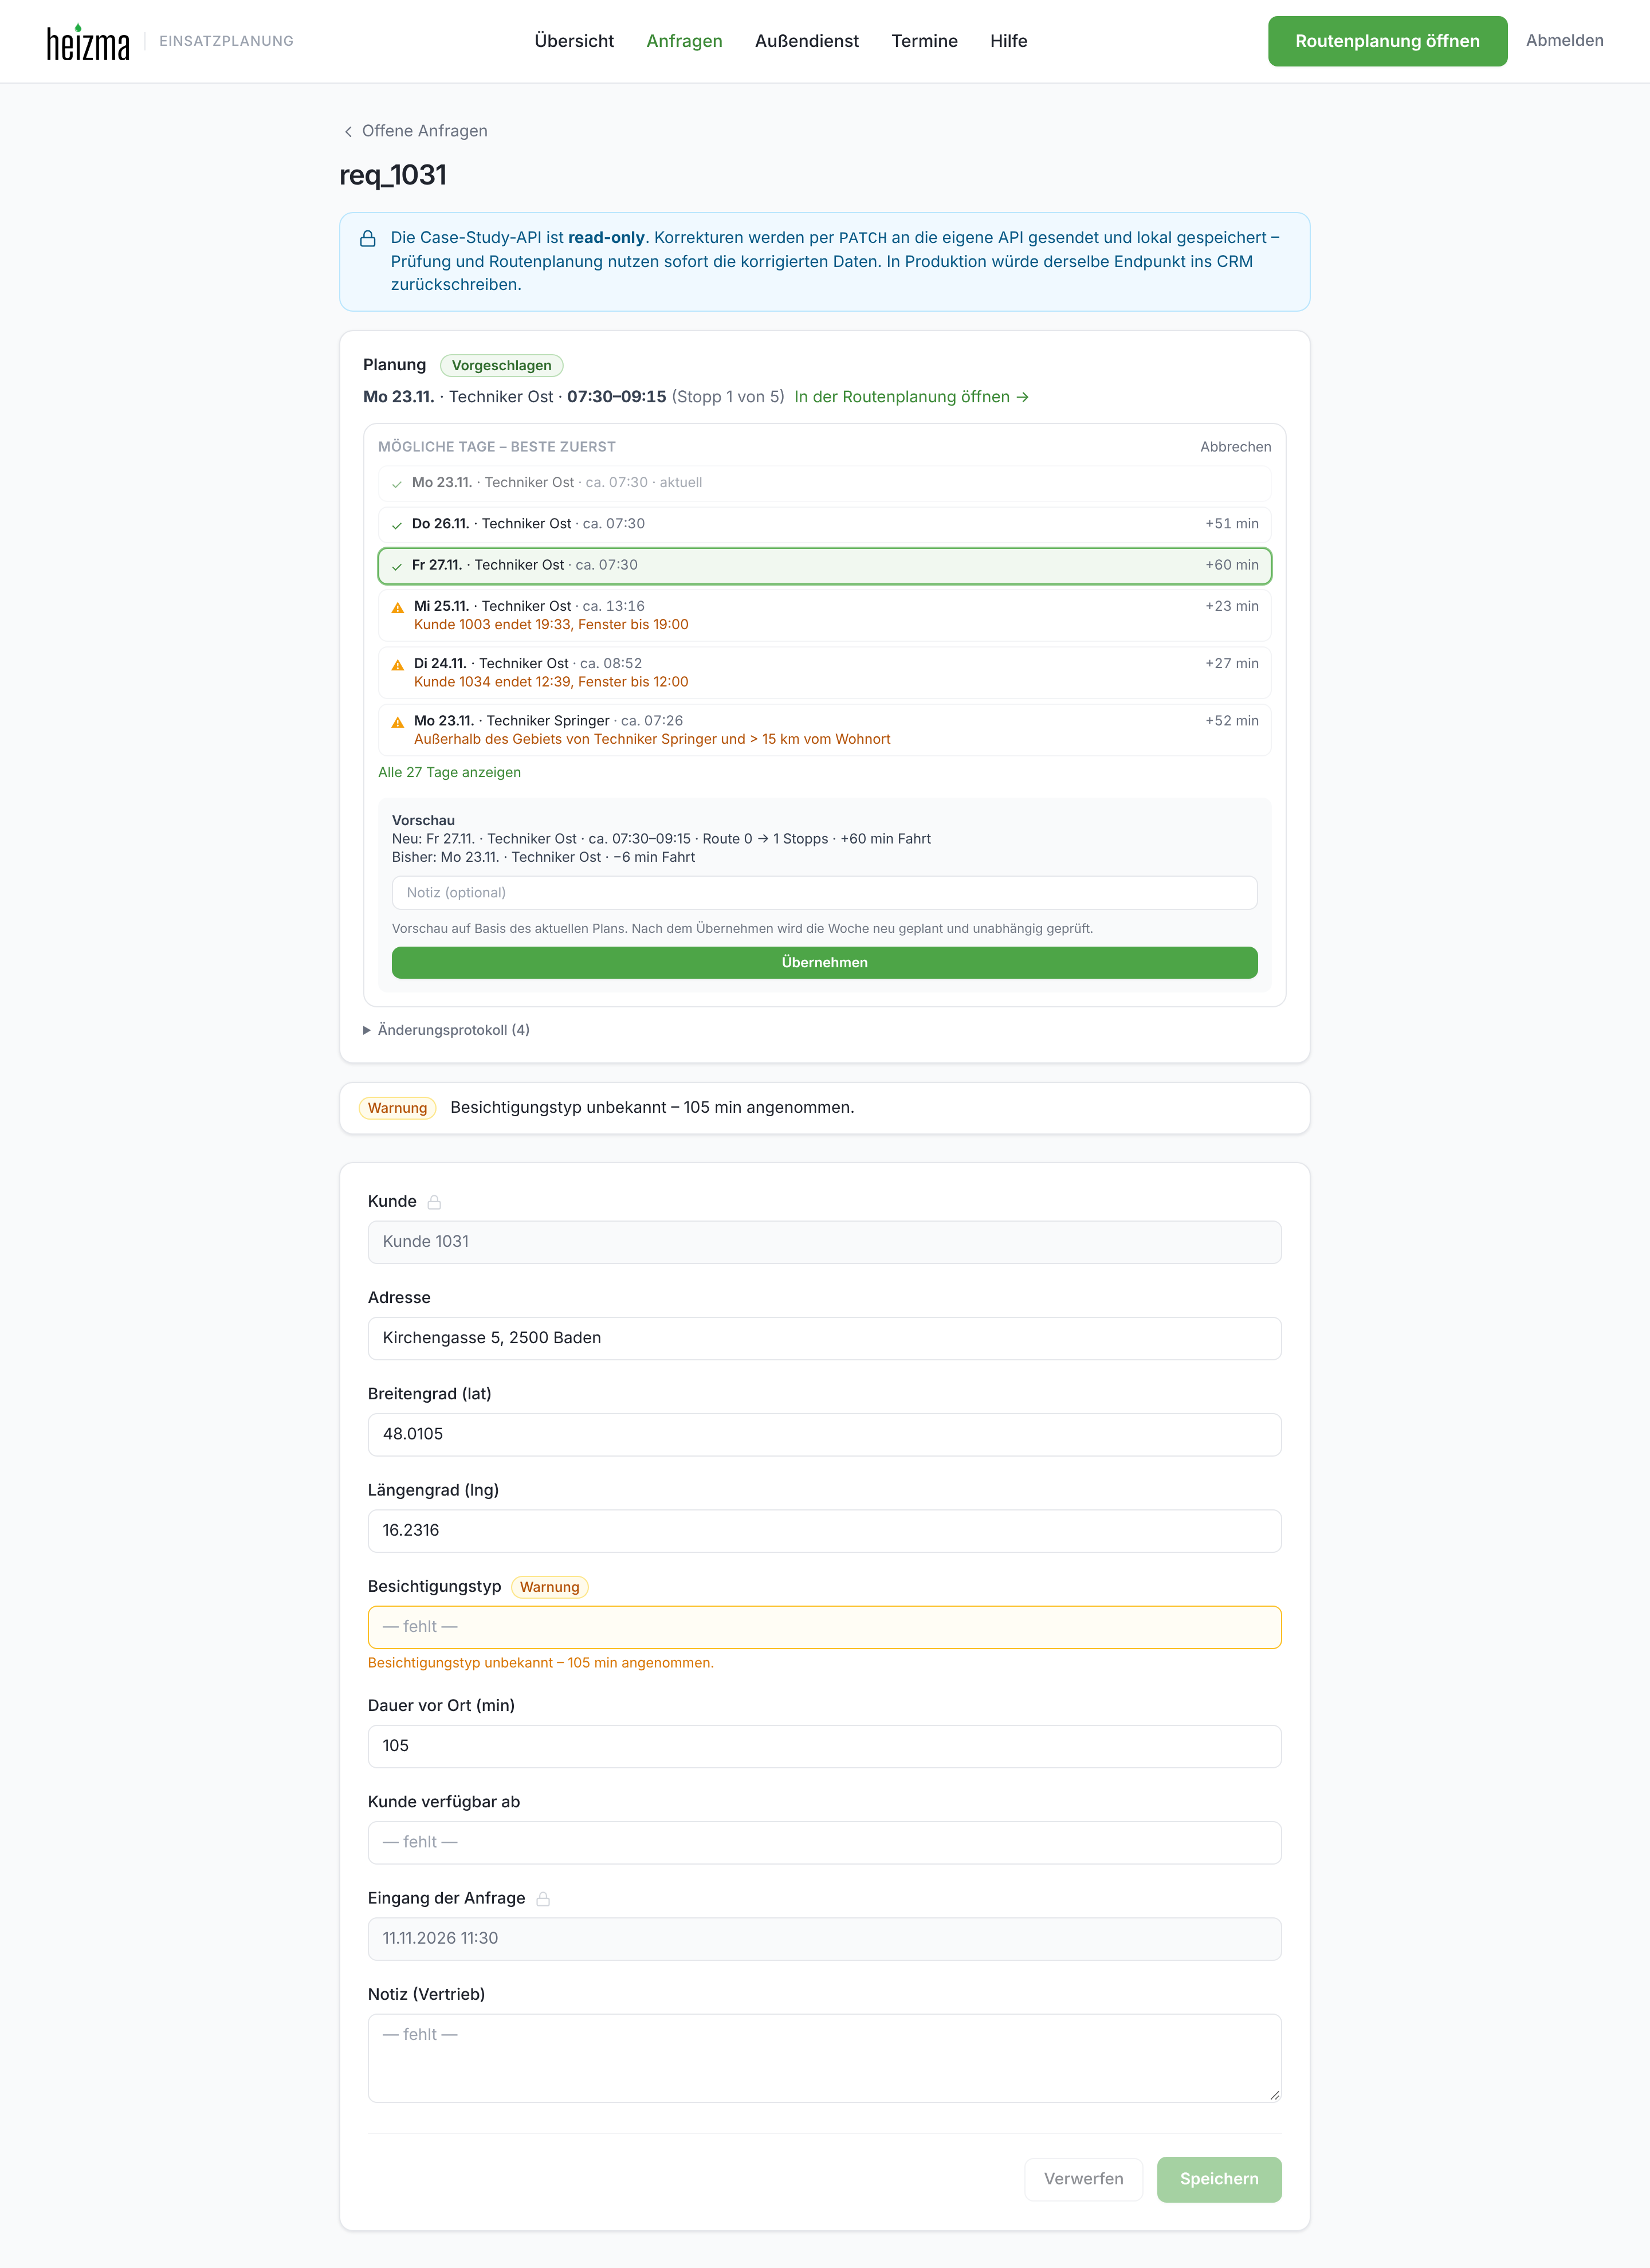 heizma EINSATZPLANUNG Übersicht Anfragen Außendienst Termine Hilfe Routenplanung öffnen Abmelden
Offene Anfragen
req_1031
Die Case-Study-API ist read-only. Korrekturen werden per PATCH an die eigene API gesendet und lokal gespeichert –
Prüfung und Routenplanung nutzen sofort die korrigierten Daten. In Produktion würde derselbe Endpunkt ins CRM
zurückschreiben.
Planung Vorgeschlagen
Mo 23.11. · Techniker Ost · 07:30–09:15 (Stopp 1 von 5) In der Routenplanung öffnen →
MÖGLICHE TAGE – BESTE ZUERST Abbrechen
Mo 23.11. · Techniker Ost · ca. 07:30 · aktuell
Do 26.11. · Techniker Ost · ca. 07:30 +51 min
Fr 27.11. · Techniker Ost · ca. 07:30 +60 min
Mi 25.11. · Techniker Ost · ca. 13:16 +23 min
Kunde 1003 endet 19:33, Fenster bis 19:00
Di 24.11. · Techniker Ost · ca. 08:52 +27 min
Kunde 1034 endet 12:39, Fenster bis 12:00
Mo 23.11. · Techniker Springer · ca. 07:26 +52 min
Außerhalb des Gebiets von Techniker Springer und > 15 km vom Wohnort
Alle 27 Tage anzeigen
Vorschau
Neu: Fr 27.11. · Techniker Ost · ca. 07:30–09:15 · Route 0 → 1 Stopps · +60 min Fahrt
Bisher: Mo 23.11. · Techniker Ost · −6 min Fahrt
Notiz (optional)
Vorschau auf Basis des aktuellen Plans. Nach dem Übernehmen wird die Woche neu geplant und unabhängig geprüft.
Übernehmen
Änderungsprotokoll (4)
Warnung Besichtigungstyp unbekannt – 105 min angenommen.
Kunde
Kunde 1031
Adresse
Kirchengasse 5, 2500 Baden
Breitengrad (lat)
48.0105
Längengrad (lng)
16.2316
Besichtigungstyp Warnung
— fehlt —
Besichtigungstyp unbekannt – 105 min angenommen.
Dauer vor Ort (min)
105
Kunde verfügbar ab
— fehlt —
Eingang der Anfrage
11.11.2026 11:30
Notiz (Vertrieb)
— fehlt —
Verwerfen Speichern